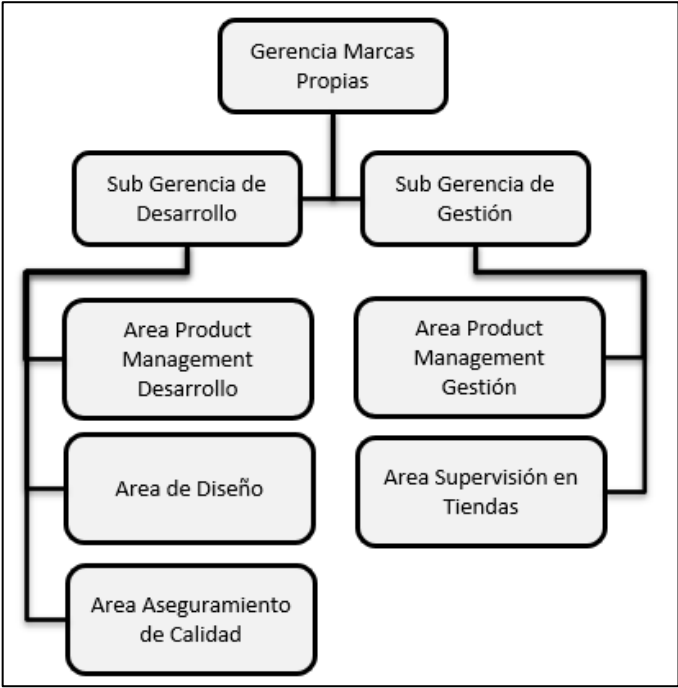 Gerencia Marcas
Propias
Sub Gerencia de
Desarrollo
Sub Gerencia de
Gestión
Area Product
Management
Desarrollo
Area Product
Management
Gestión
Area de Diseño
Area Supervisión en
Tiendas
Area Aseguramiento
de Calidad